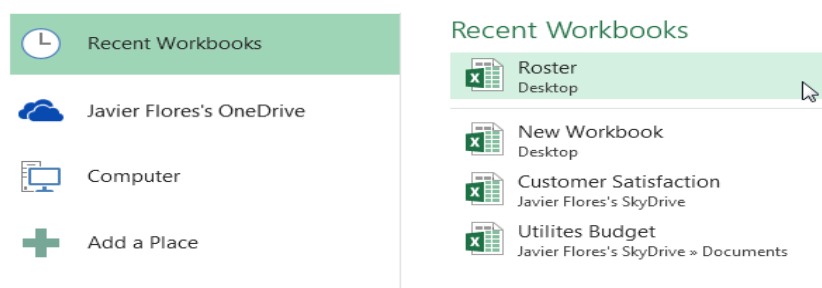 Recent Workbooks
Javier Flores's OneDrive
Computer
Add a Place
Recent Workbooks
Roster
Desktop
New Workbook
Desktop
Customer Satisfaction
Javier Flores's SkyDrive
Utilites Budget
Javier Flores's SkyDrive » Documents